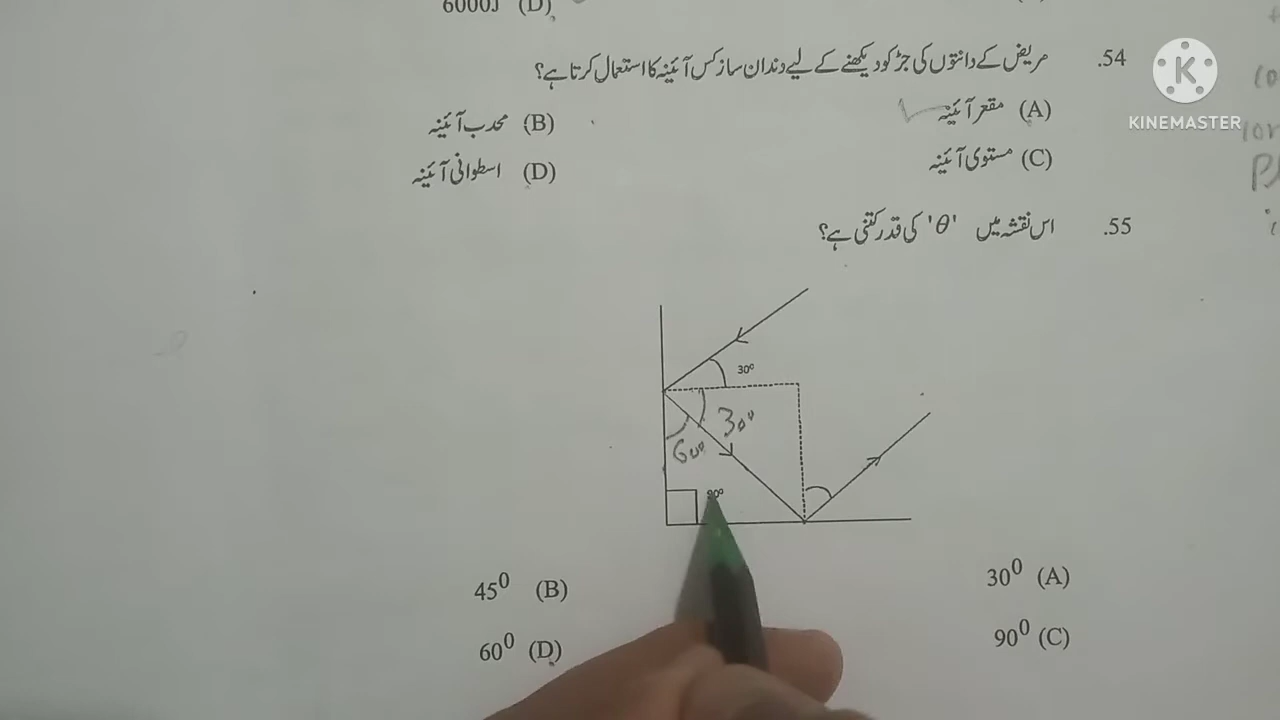 6000J (D)
54. مریض کے دانتوں کی جڑ کو دیکھنے کے لیے دندان ساز کس آئینہ کا استعمال کرتا ہے؟
(A) مقعر آئینہ (B) محدب آئینہ
(C) مستوی آئینہ (D) اسطوانی آئینہ
55. اس نقشہ میں 'θ' کی قدر کتنی ہے؟
30⁰
30°
60°
90⁰
30⁰ (A) 45⁰ (B)
90⁰ (C) 60⁰ (D)
KINEMASTER